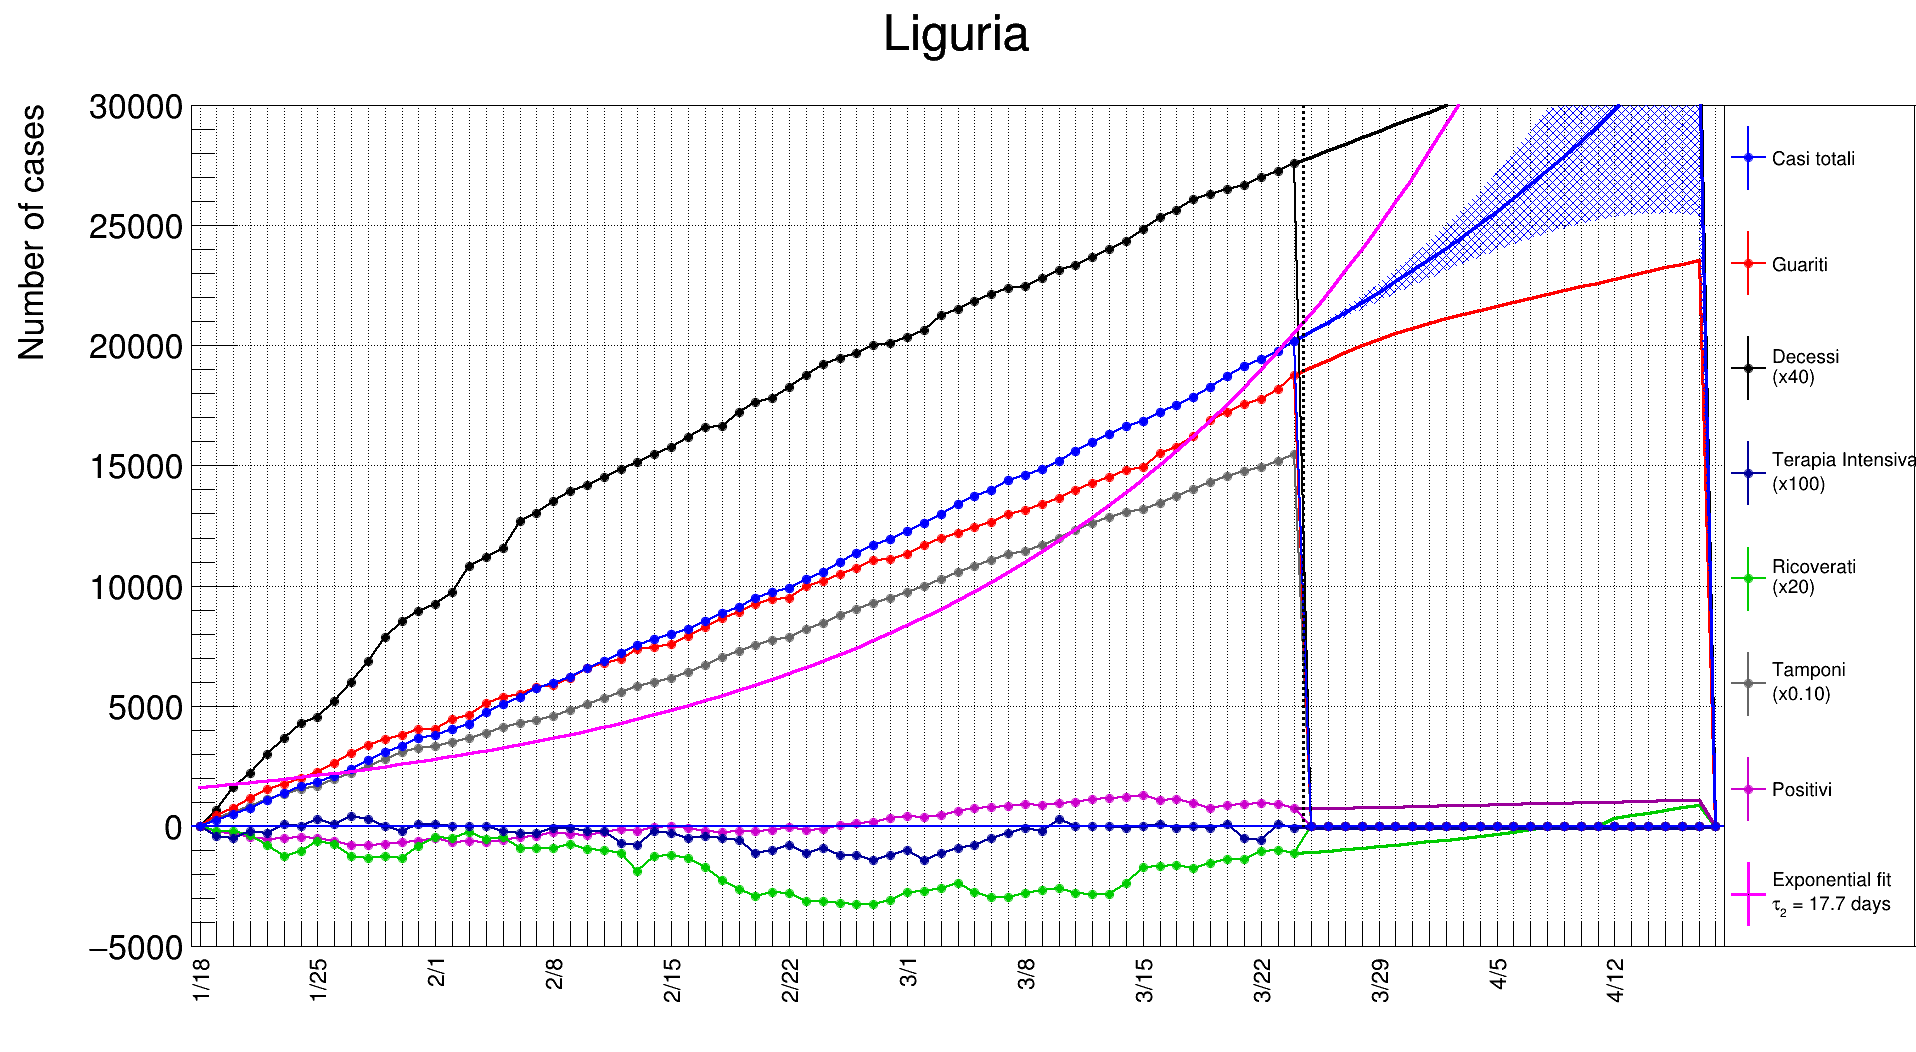 Liguria
Number of cases
30000
25000
20000
15000
10000
5000
0
−5000
1/18
1/25
2/1
2/8
2/15
2/22
3/1
3/8
3/15
3/22
3/29
4/5
4/12
Casi totali
Guariti
Decessi
(x40)
Terapia Intensiva
(x100)
Ricoverati
(x20)
Tamponi
(x0.10)
Positivi
Exponential fit
τ2 = 17.7 days